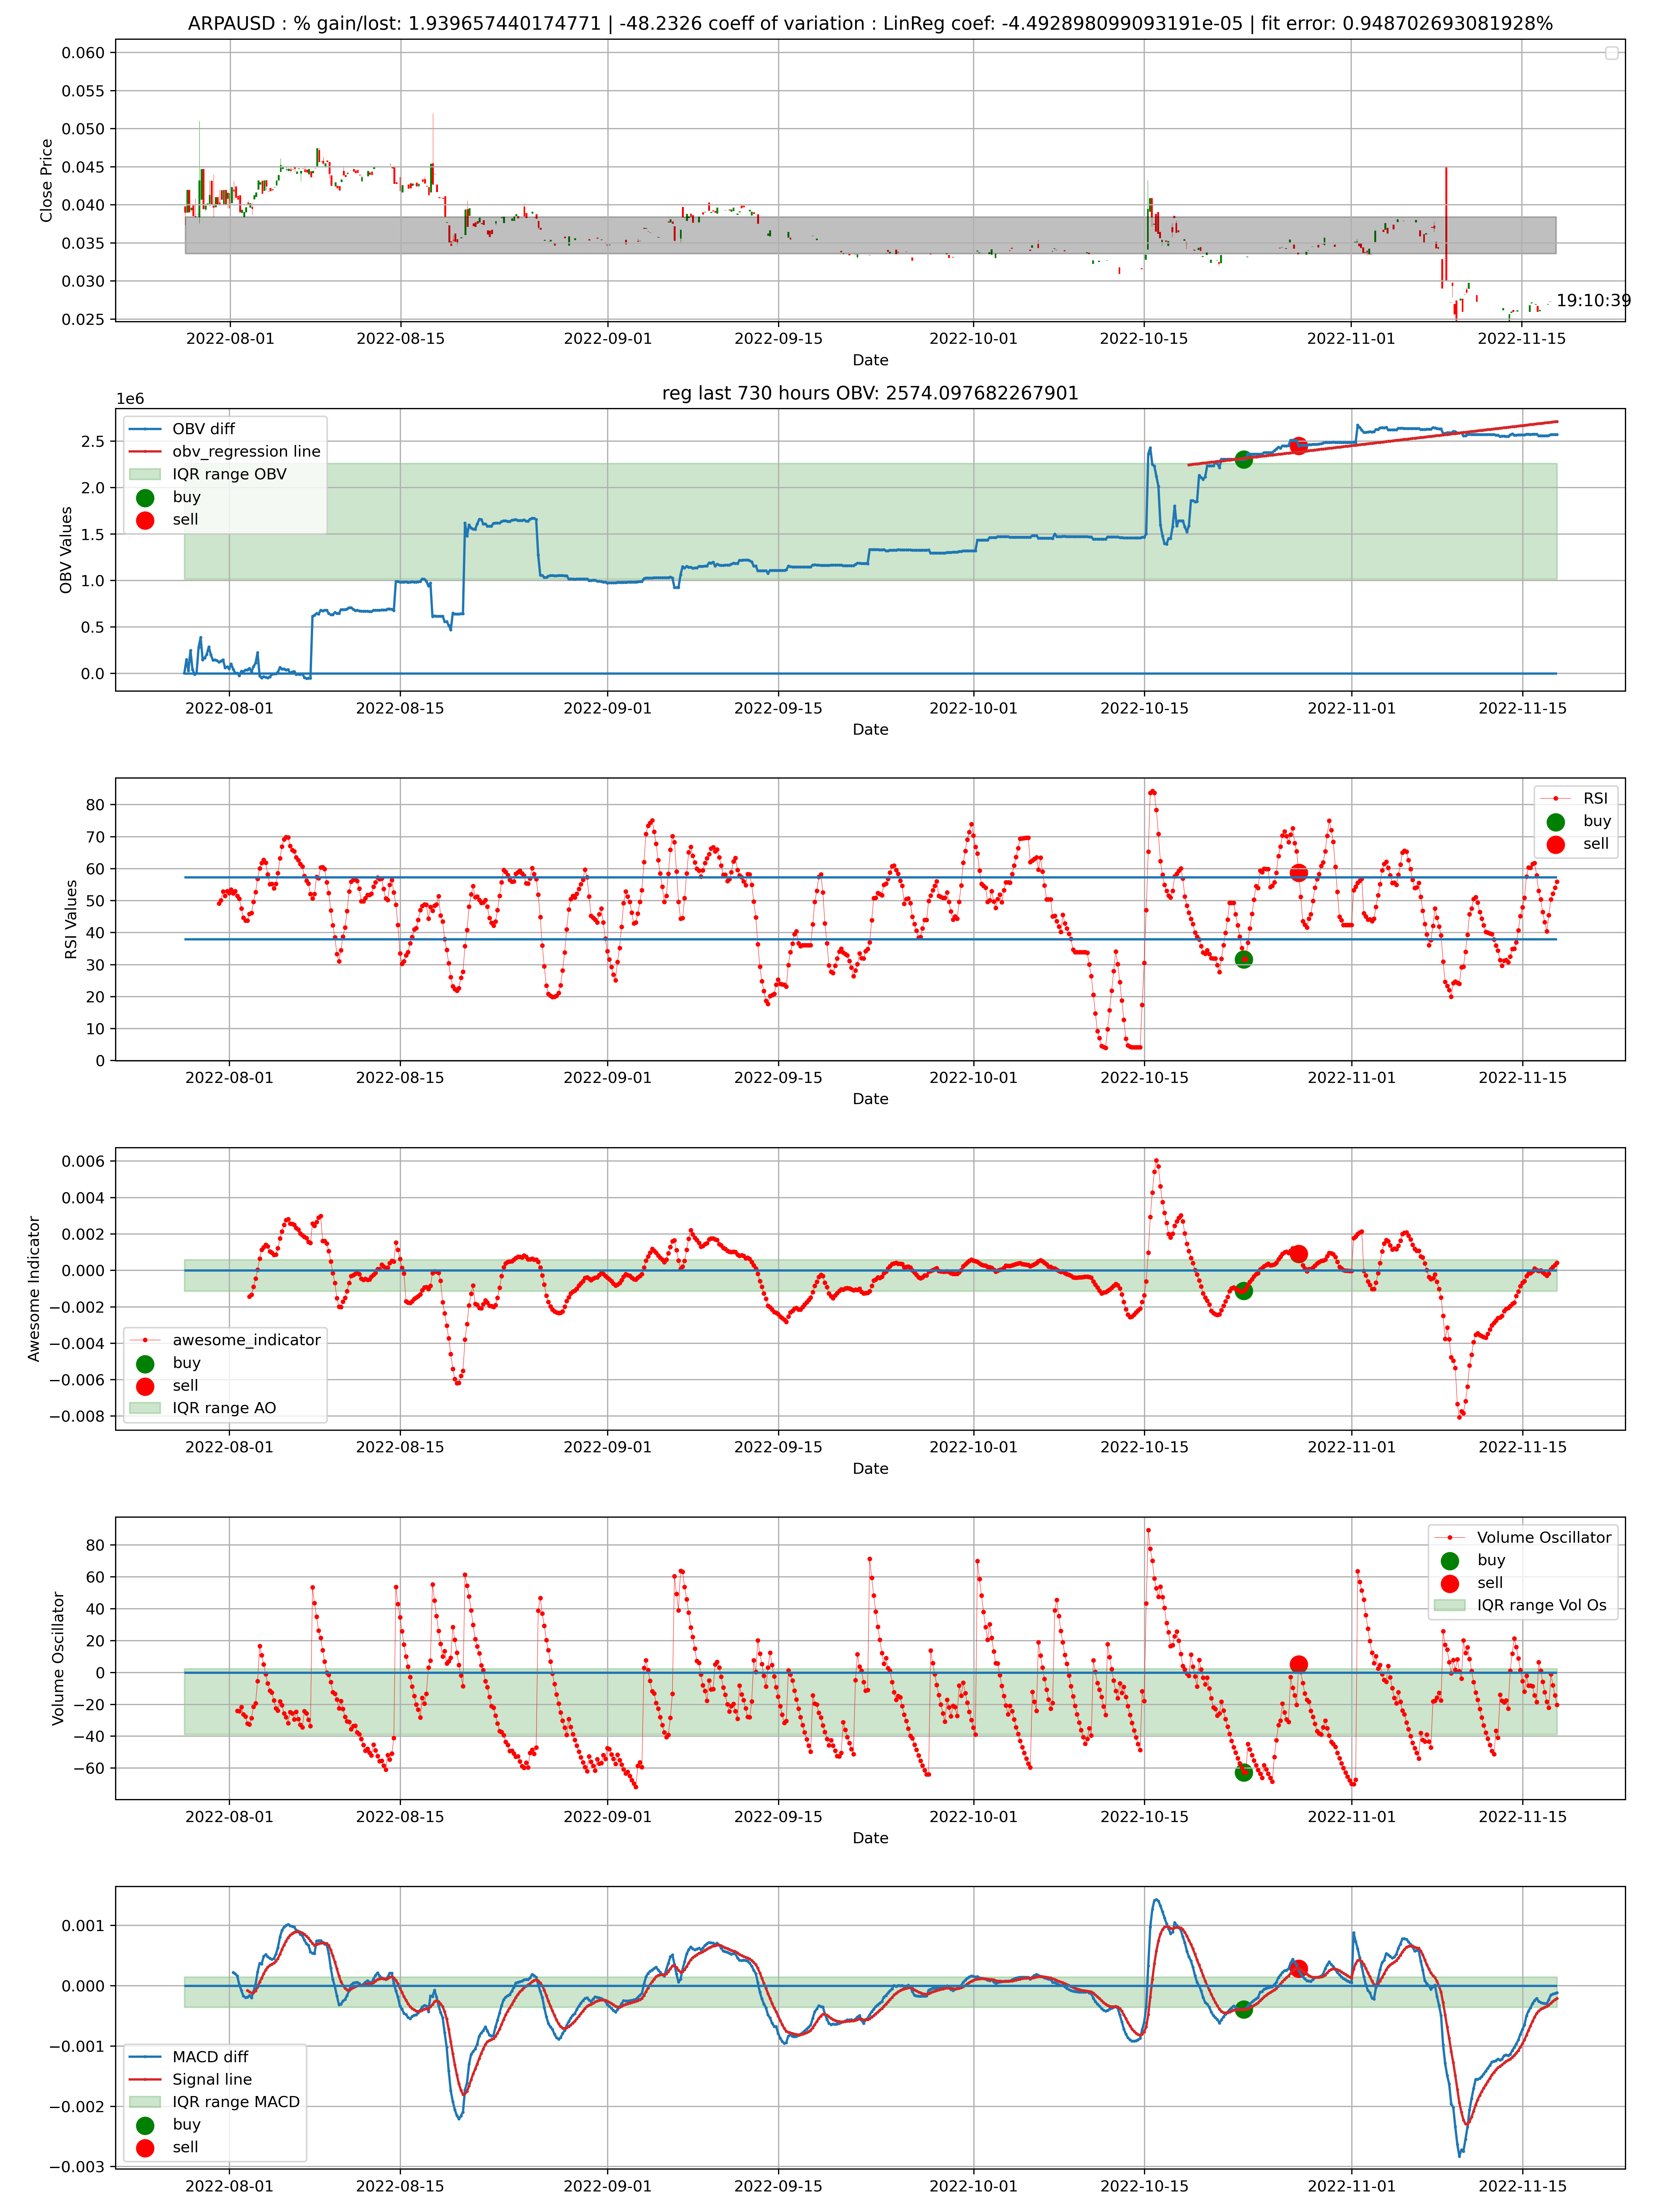 ARPAUSD : % gain/lost: 1.939657440174771 | -48.2326 coeff of variation : LinReg coef: -4.492898099093191e-05 | fit error: 0.948702693081928%
0.060
0.055
0.050
0.045
0.040
0.035
0.030
0.025
Close Price
19:10:39
2022-08-01 2022-08-15 2022-09-01 2022-09-15 2022-10-01 2022-10-15 2022-11-01 2022-11-15
Date
reg last 730 hours OBV: 2574.097682267901
1e6
2.5
2.0
1.5
1.0
0.5
0.0
OBV Values
OBV diff
obv_regression line
IQR range OBV
buy
sell
2022-08-01 2022-08-15 2022-09-01 2022-09-15 2022-10-01 2022-10-15 2022-11-01 2022-11-15
Date
80
70
60
50
40
30
20
10
0
RSI Values
RSI
buy
sell
2022-08-01 2022-08-15 2022-09-01 2022-09-15 2022-10-01 2022-10-15 2022-11-01 2022-11-15
Date
0.006
0.004
0.002
0.000
−0.002
−0.004
−0.006
−0.008
Awesome Indicator
awesome_indicator
buy
sell
IQR range AO
2022-08-01 2022-08-15 2022-09-01 2022-09-15 2022-10-01 2022-10-15 2022-11-01 2022-11-15
Date
80
60
40
20
0
−20
−40
−60
Volume Oscillator
Volume Oscillator
buy
sell
IQR range Vol Os
2022-08-01 2022-08-15 2022-09-01 2022-09-15 2022-10-01 2022-10-15 2022-11-01 2022-11-15
Date
0.001
0.000
−0.001
−0.002
−0.003
MACD diff
Signal line
IQR range MACD
buy
sell
2022-08-01 2022-08-15 2022-09-01 2022-09-15 2022-10-01 2022-10-15 2022-11-01 2022-11-15